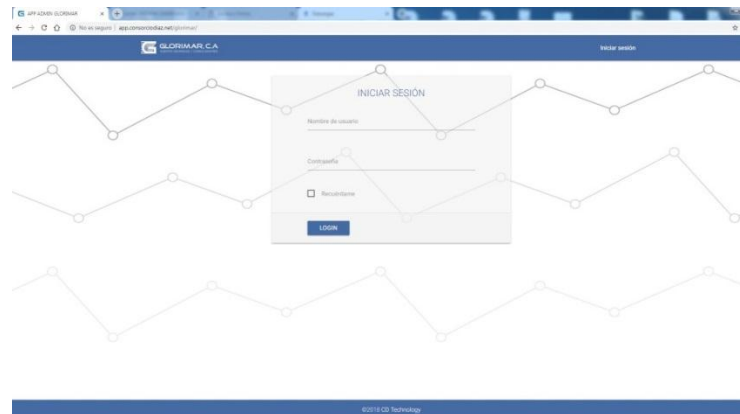 APP ADMIN GLORIMAR
No es seguro | app.consorciodiaz.net/glorimar/
GLORIMAR, C.A
Iniciar sesión
INICIAR SESIÓN
Nombre de usuario
Contraseña
Recuérdame
LOGIN
©2018 CD Technology